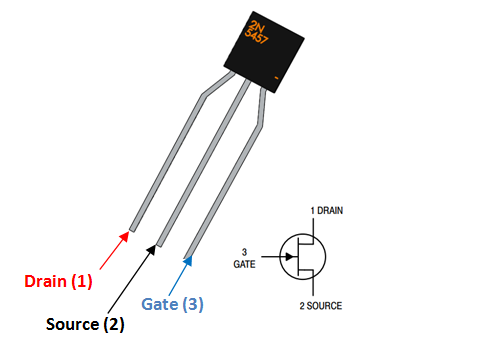 2N
5457
-
Drain (1)
Source (2)
Gate (3)
1 DRAIN
3
GATE
2 SOURCE